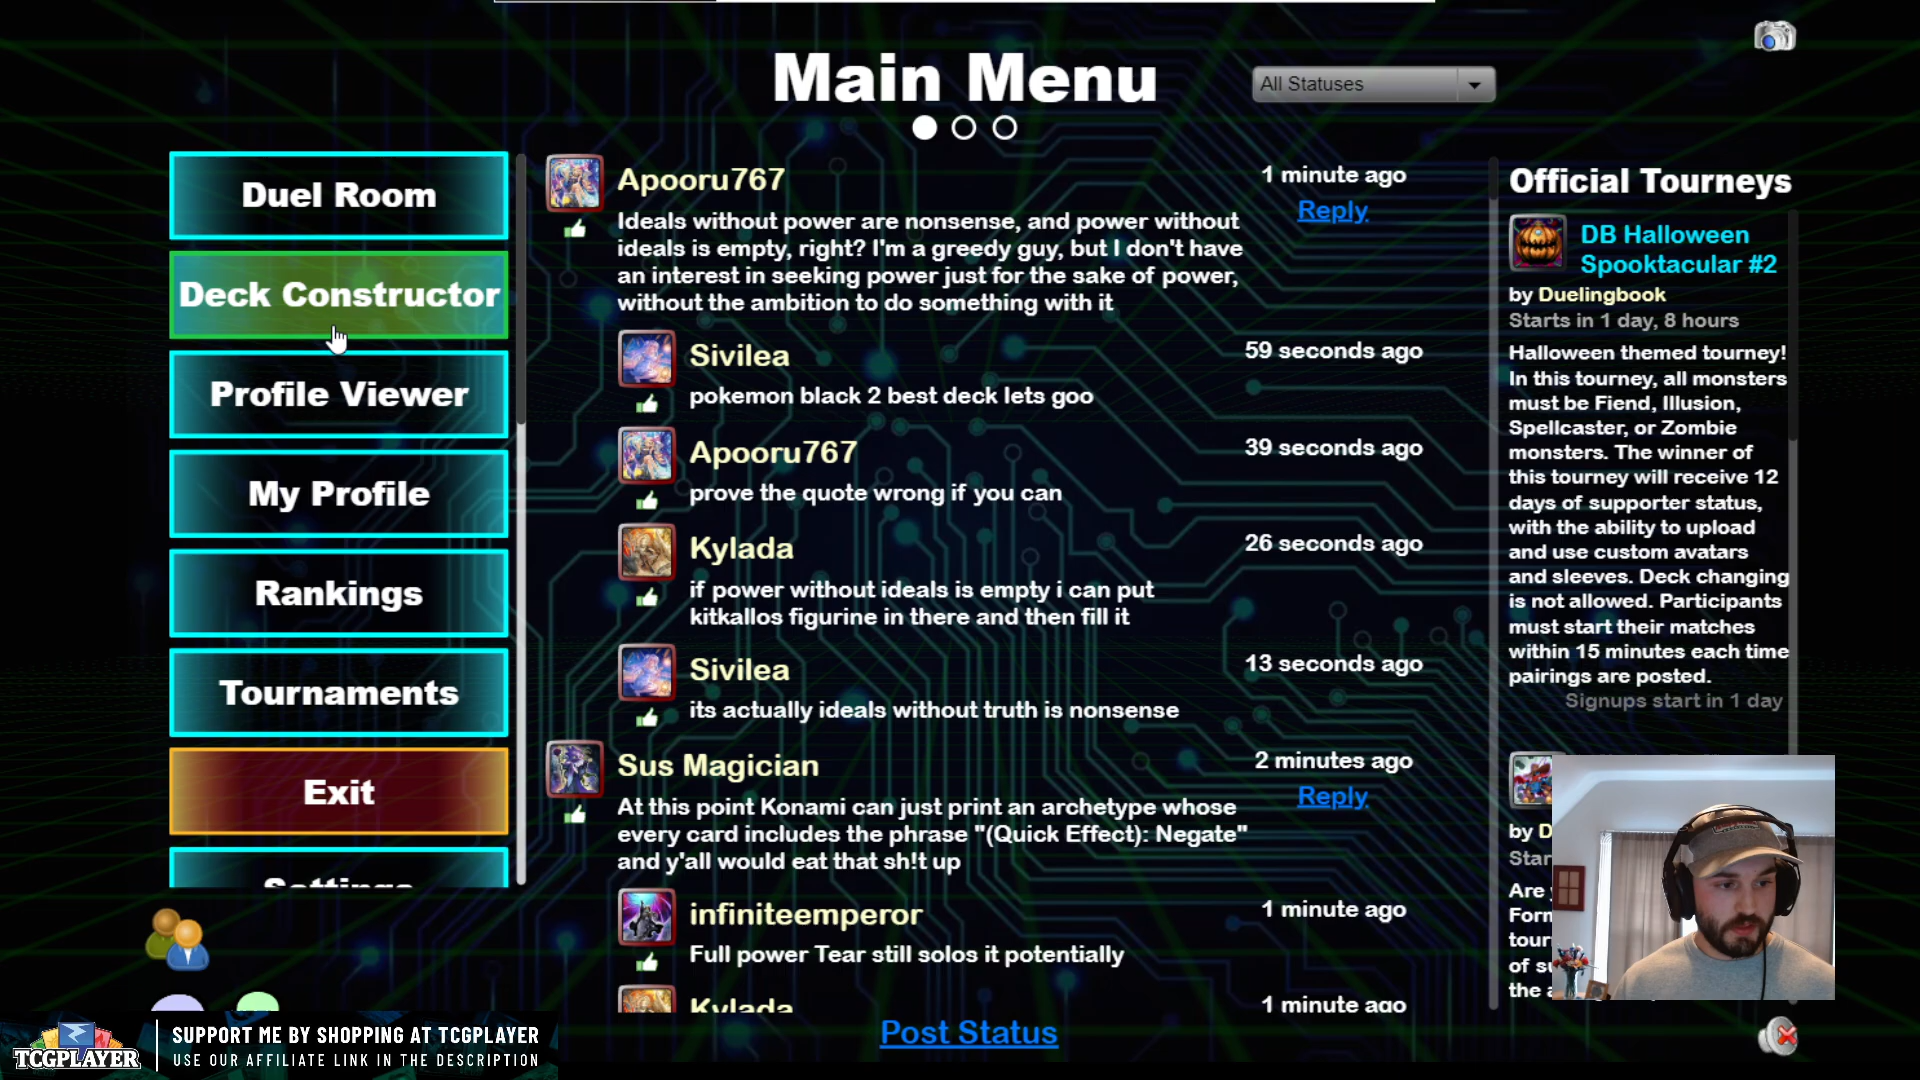 Main Menu
All Statuses
Duel Room
Deck Constructor
Profile Viewer
My Profile
Rankings
Tournaments
Exit
Settings
Apooru767
1 minute ago
Reply
Ideals without power are nonsense, and power without
ideals is empty, right? I'm a greedy guy, but I don't have
an interest in seeking power just for the sake of power,
without the ambition to do something with it
Sivilea
59 seconds ago
pokemon black 2 best deck lets goo
Apooru767
39 seconds ago
prove the quote wrong if you can
Kylada
26 seconds ago
if power without ideals is empty i can put
kitkallos figurine in there and then fill it
Sivilea
13 seconds ago
its actually ideals without truth is nonsense
Sus Magician
2 minutes ago
Reply
At this point Konami can just print an archetype whose
every card includes the phrase "(Quick Effect): Negate"
and y'all would eat that sh!t up
infiniteemperor
1 minute ago
Full power Tear still solos it potentially
Kylada
1 minute ago
Post Status
Official Tourneys
DB Halloween
Spooktacular #2
by Duelingbook
Starts in 1 day, 8 hours
Halloween themed tourney!
In this tourney, all monsters
must be Fiend, Illusion,
Spellcaster, or Zombie
monsters. The winner of
this tourney will receive 12
days of supporter status,
with the ability to upload
and use custom avatars
and sleeves. Deck changing
is not allowed. Participants
must start their matches
within 15 minutes each time
pairings are posted.
Signups start in 1 day
by D
Star
Are
Forn
tour
of s
the a
TCGPLAYER
SUPPORT ME BY SHOPPING AT TCGPLAYER
USE OUR AFFILIATE LINK IN THE DESCRIPTION